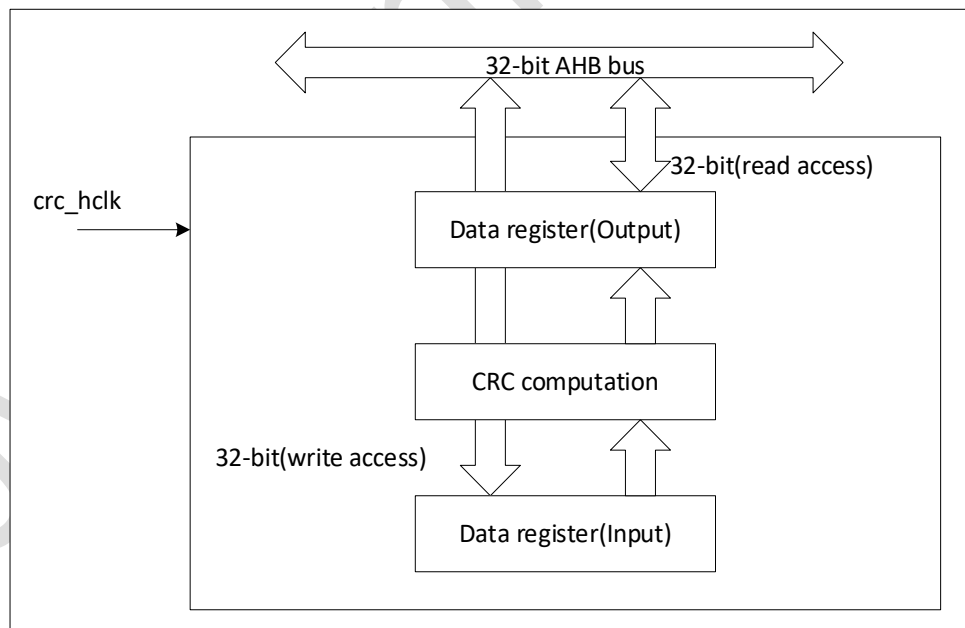 32-bit AHB bus
32-bit(read access)
crc_hclk
Data register(Output)
CRC computation
32-bit(write access)
Data register(Input)